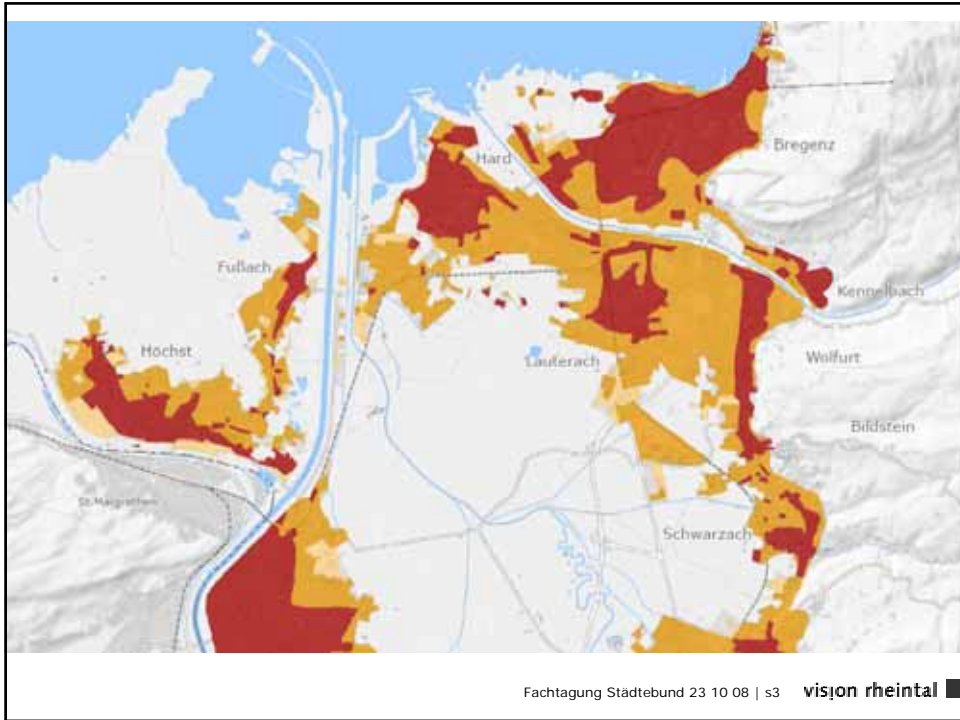 Bregenz
Hard
Fußach
Kennelbach
Höchst
Lauterach
Wolfurt
Bildstein
St. Margrethen
Schwarzach
Fachtagung Städtebund 23 10 08 | s3 vision rheintal